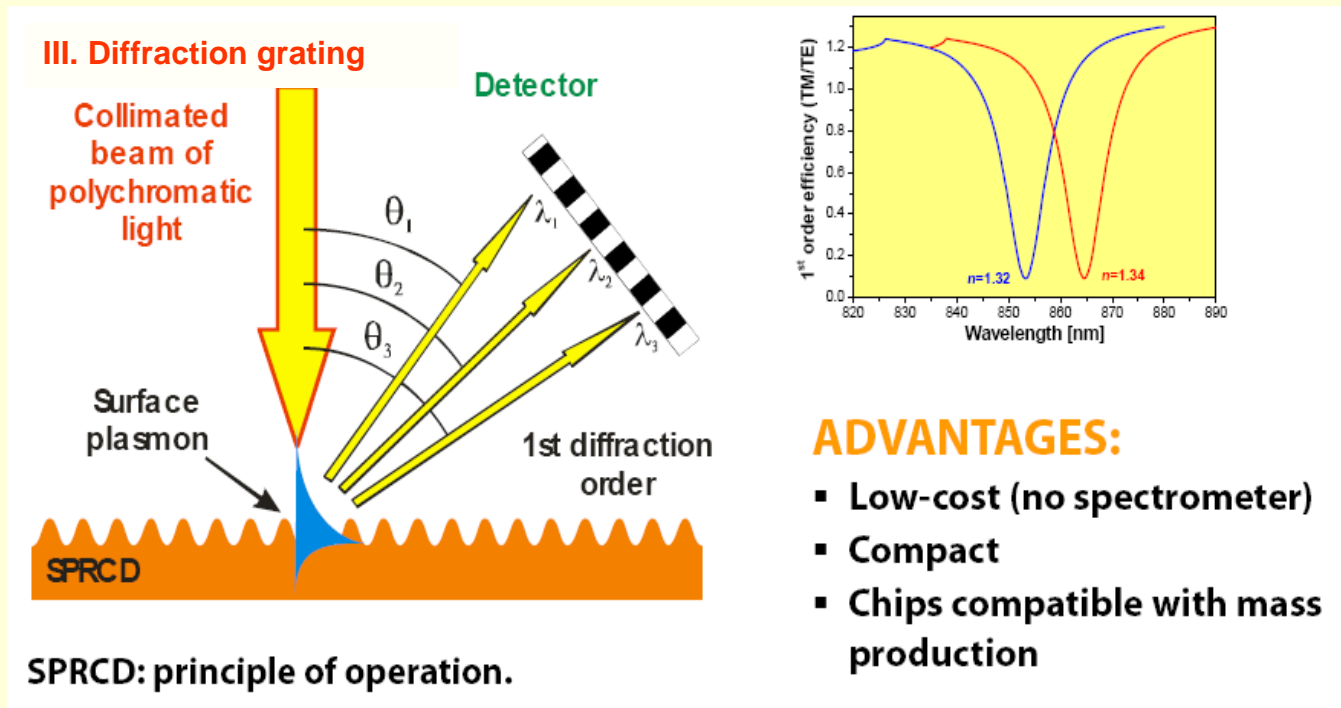 III. Diffraction grating
Collimated
beam of
polychromatic
light
Detector
θ1
θ2
θ3
λ1
λ2
λ3
Surface
plasmon
1st diffraction
order
SPRCD
SPRCD: principle of operation.
1st order efficiency (TM/TE)
1.2
1.0
0.8
0.6
0.4
0.2
0.0
n=1.32
n=1.34
820 830 840 850 860 870 880 890
Wavelength [nm]
ADVANTAGES:
▪ Low-cost (no spectrometer)
▪ Compact
▪ Chips compatible with mass
production